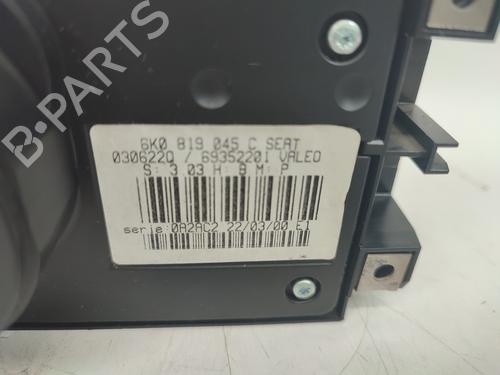 6K0 819 045 C SEAT
030622Q / 69352201 VALEO
S: 3 03 H: 8 M: P
serie:0A2AC2 22/03/00 E1
B-PARTS